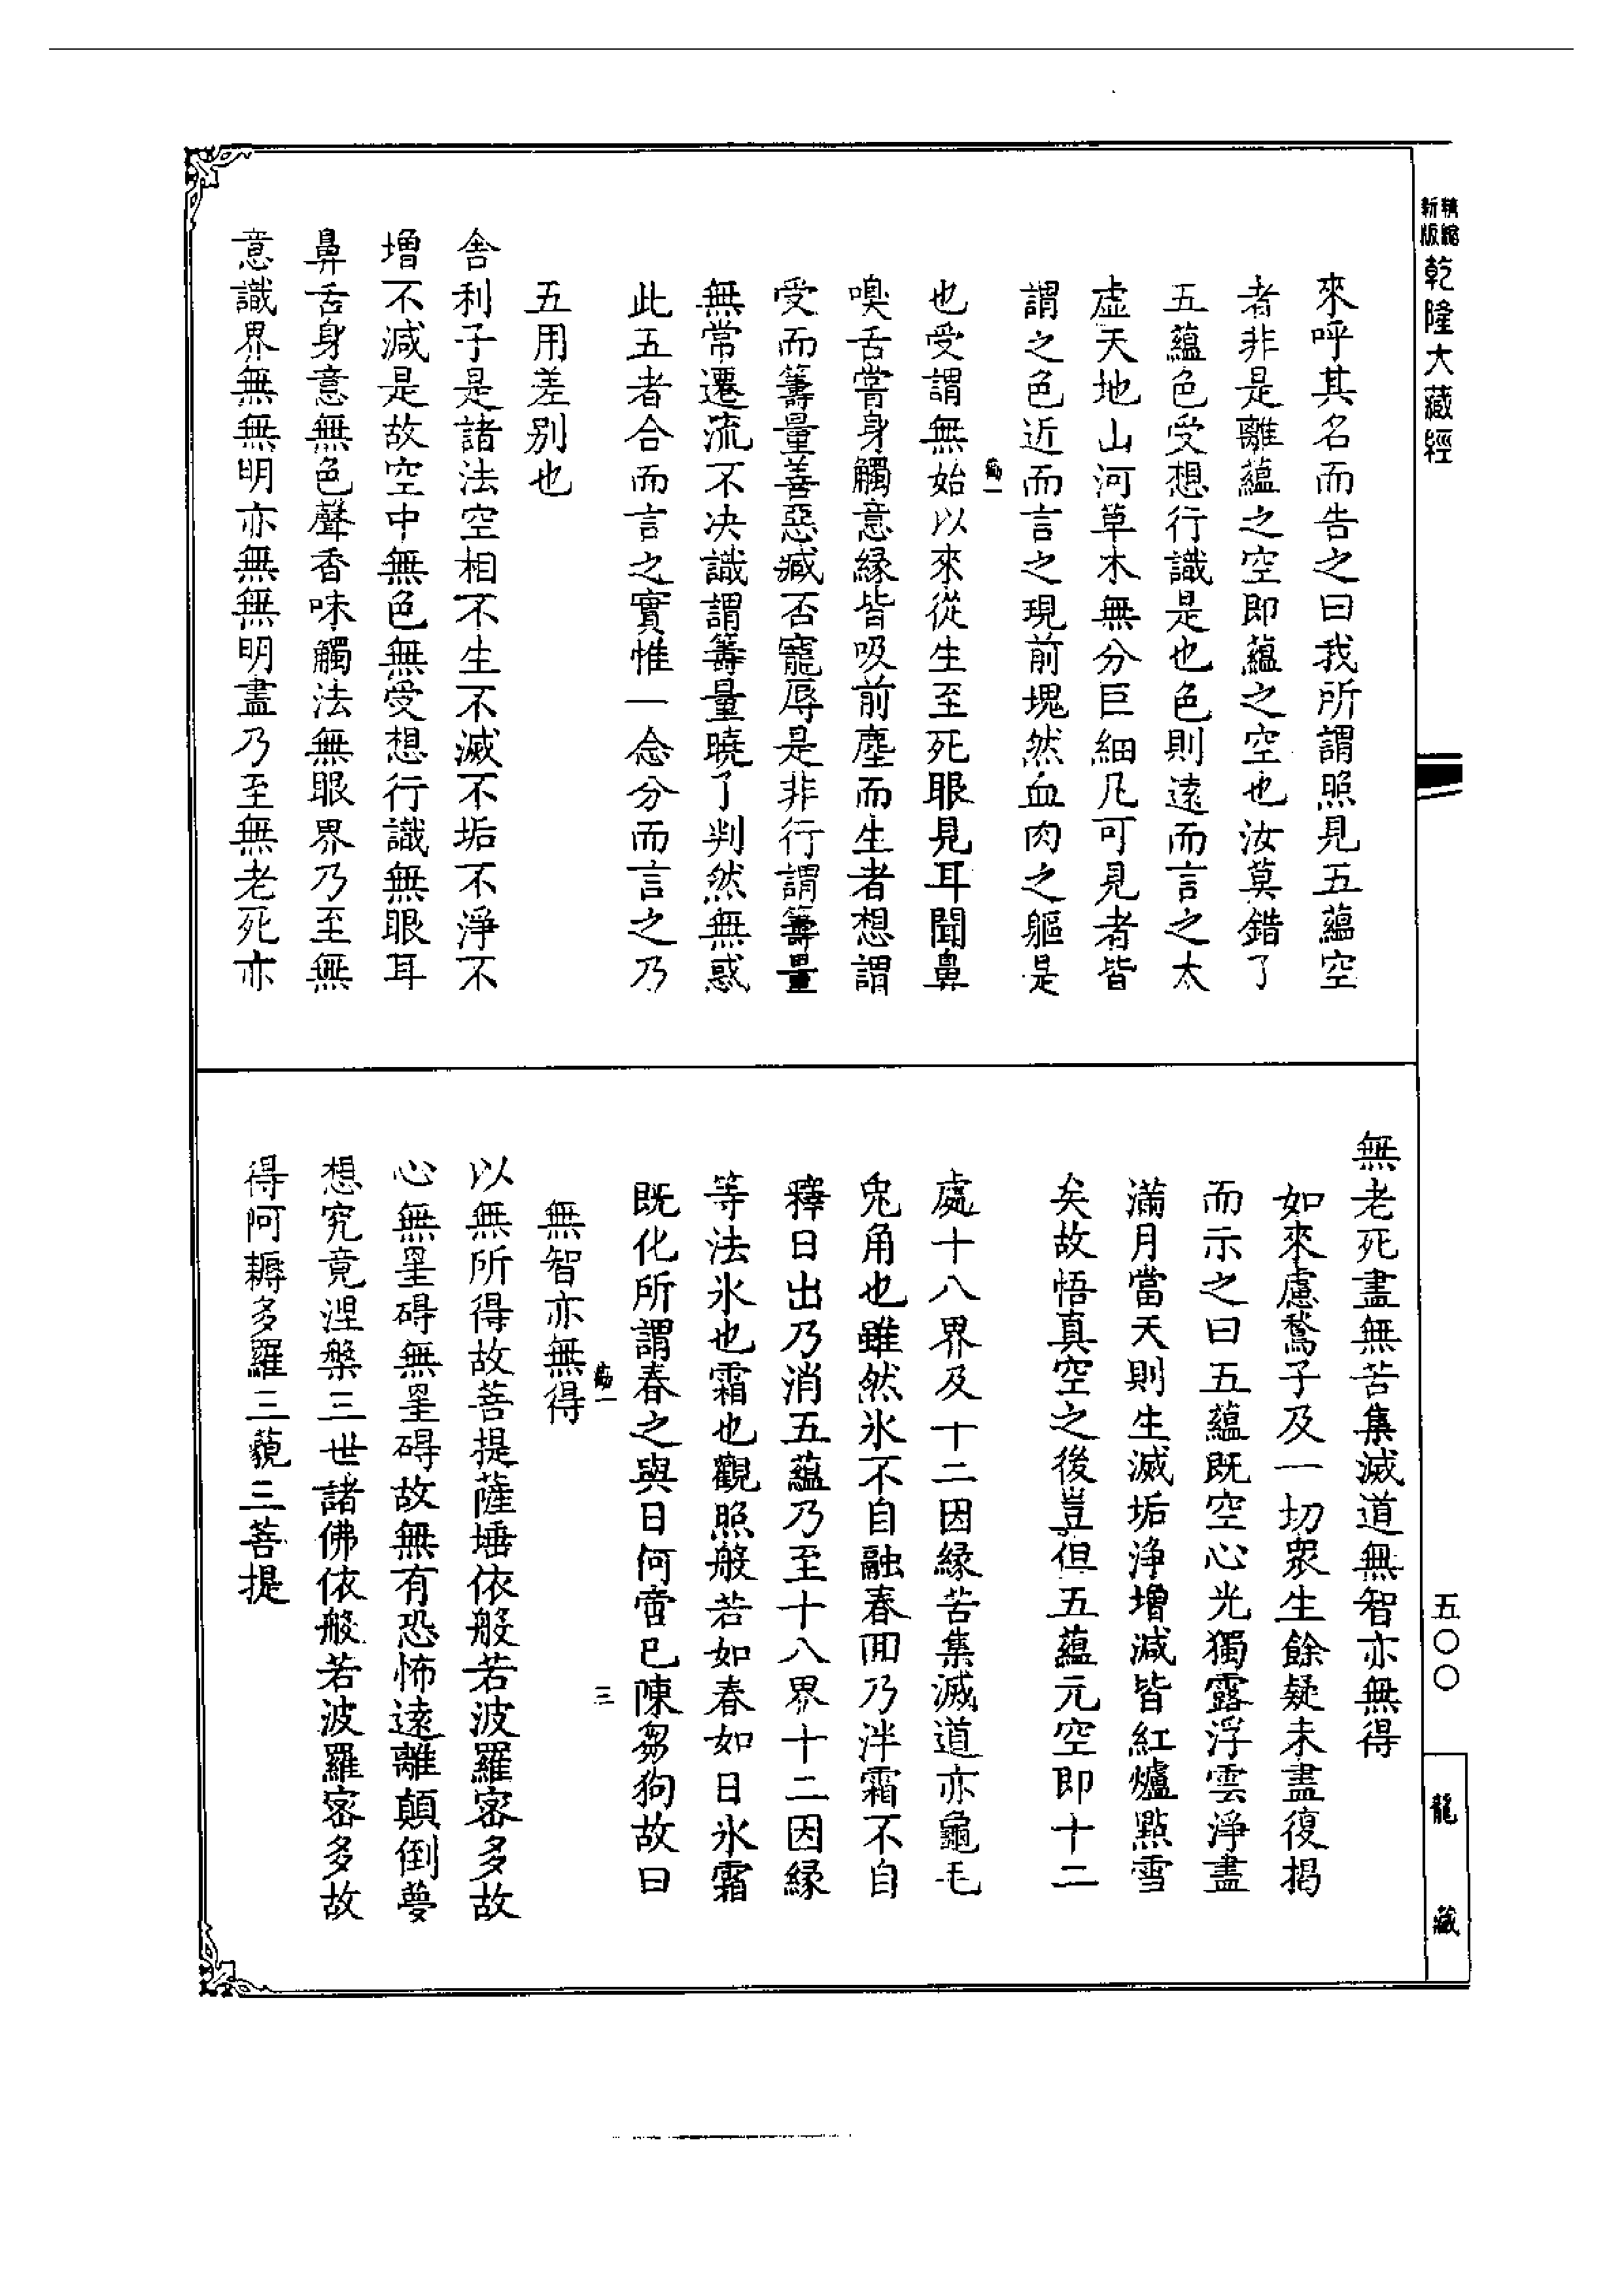 精縮
新版
乾隆大藏經
來呼其名而告之曰我所謂照見五蘊空
者非是離蘊之空即蘊之空也汝莫錯了
五蘊色受想行識是也色則遠而言之太
虛天地山河草木無分巨細凡可見者皆
謂之色近而言之現前塊然血肉之軀是
也受謂無始以來從生至死眼見耳聞鼻
嗅舌嘗身觸意緣皆吸前塵而生者想謂
受而籌量善惡臧否寵辱是非行謂籌量
無常遷流不決識謂籌量曉了判然無惑
此五者合而言之實惟一念分而言之乃
五用差別也
舍利子是諸法空相不生不滅不垢不淨不
增不減是故空中無色無受想行識無眼耳
鼻舌身意無色聲香味觸法無眼界乃至無
意識界無無明亦無無明盡乃至無老死亦
五〇〇
龍藏
無老死盡無苦集滅道無智亦無得
如來慮鶖子及一切眾生餘疑未盡復揭
而示之曰五蘊既空心光獨露浮雲淨盡
滿月當天則生滅垢淨增減皆紅爐點雪
矣故悟真空之後豈但五蘊元空即十二
處十八界及十二因緣苦集滅道亦龜毛
兔角也雖然氷不自融春回乃泮霜不自
釋日出乃消五蘊乃至十八界十二因緣
等法氷也霜也觀照般若如春如日氷霜
既化所謂春之與日何啻已陳芻狗故曰
三
無智亦無得
以無所得故菩提薩埵依般若波羅密多故
心無罣碍無罣碍故無有恐怖遠離顛倒夢
想究竟涅槃三世諸佛依般若波羅密多故
得阿耨多羅三藐三菩提